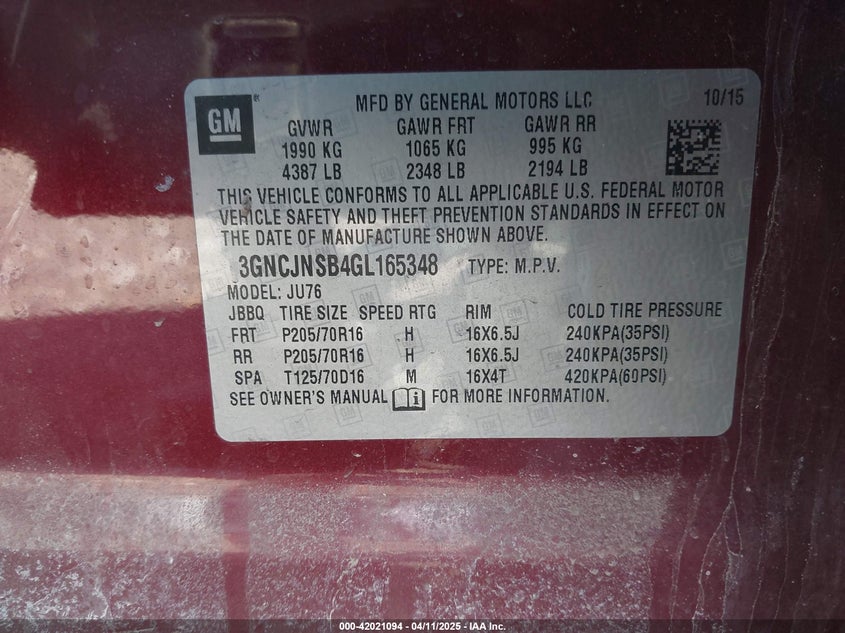 GM
®
MFD BY GENERAL MOTORS LLC 10/15
GVWR GAWR FRT GAWR RR
1990 KG 1065 KG 995 KG
4387 LB 2348 LB 2194 LB
THIS VEHICLE CONFORMS TO ALL APPLICABLE U.S. FEDERAL MOTOR
VEHICLE SAFETY AND THEFT PREVENTION STANDARDS IN EFFECT ON
THE DATE OF MANUFACTURE SHOWN ABOVE.
3GNCJNSB4GL165348 TYPE: M.P.V.
MODEL: JU76
JBBQ TIRE SIZE SPEED RTG RIM COLD TIRE PRESSURE
FRT P205/70R16 H 16X6.5J 240KPA(35PSI)
RR P205/70R16 H 16X6.5J 240KPA(35PSI)
SPA T125/70D16 M 16X4T 420KPA(60PSI)
SEE OWNER'S MANUAL i FOR MORE INFORMATION.
000-42021094 - 04/11/2025 - IAA Inc.